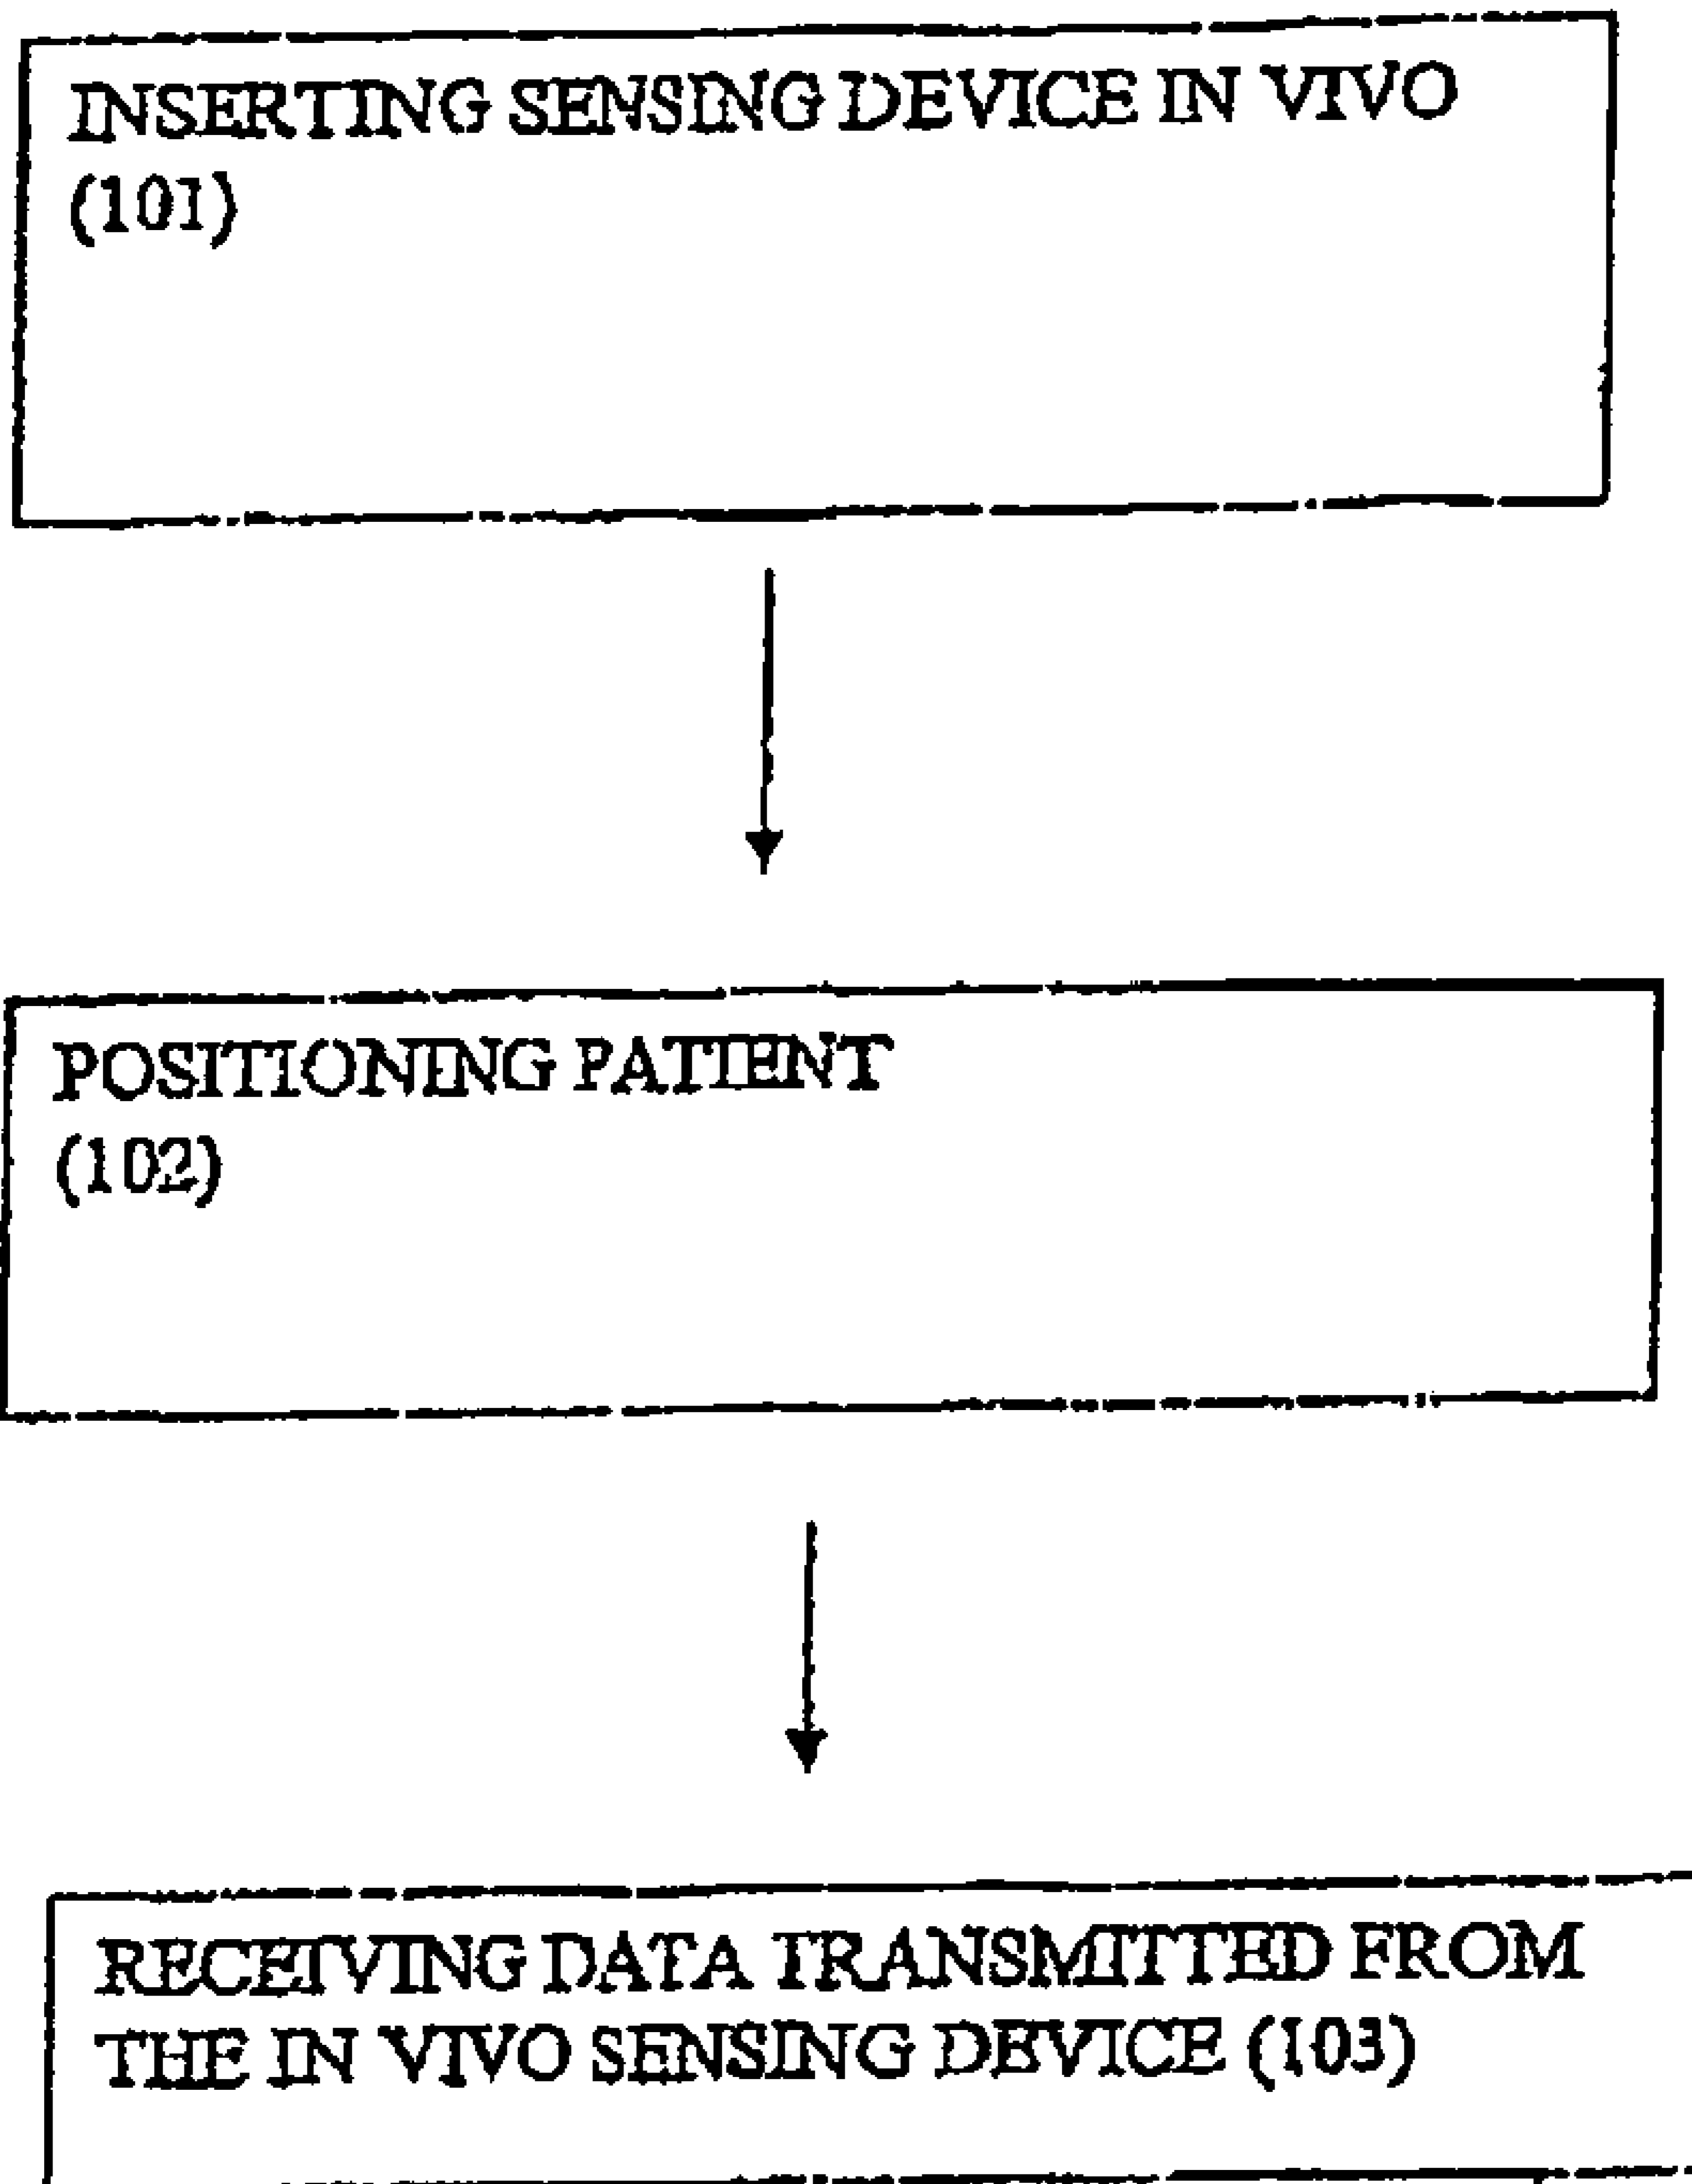 INSERTING SENSING DEVICE IN VIVO
(101)
POSITIONING PATIENT
(102)
RECEIVING DATA TRANSMITTED FROM
THE IN VIVO SENSING DEVICE (103)